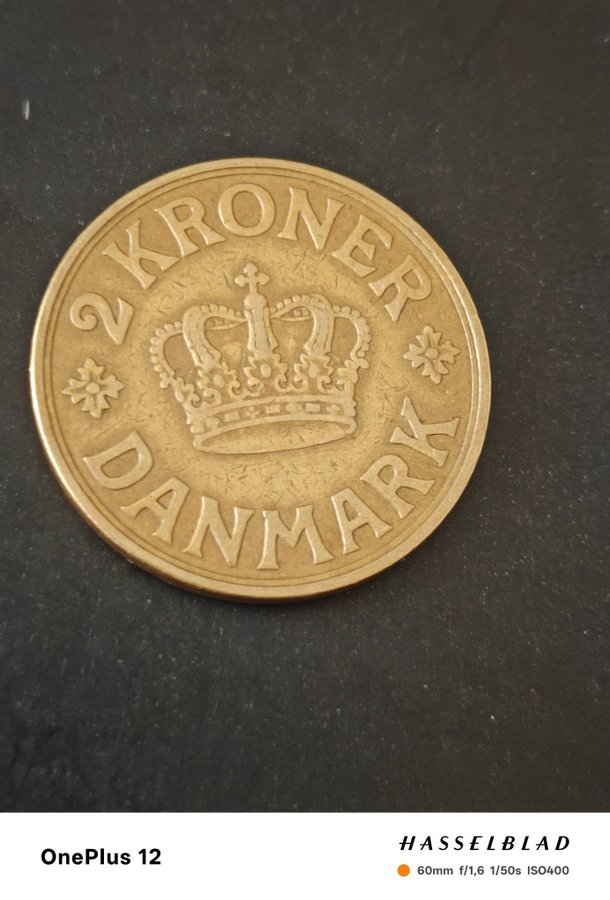 2 KRONER
DANMARK
OnePlus 12
HASSELBLAD
60mm f/1,6 1/50s ISO400